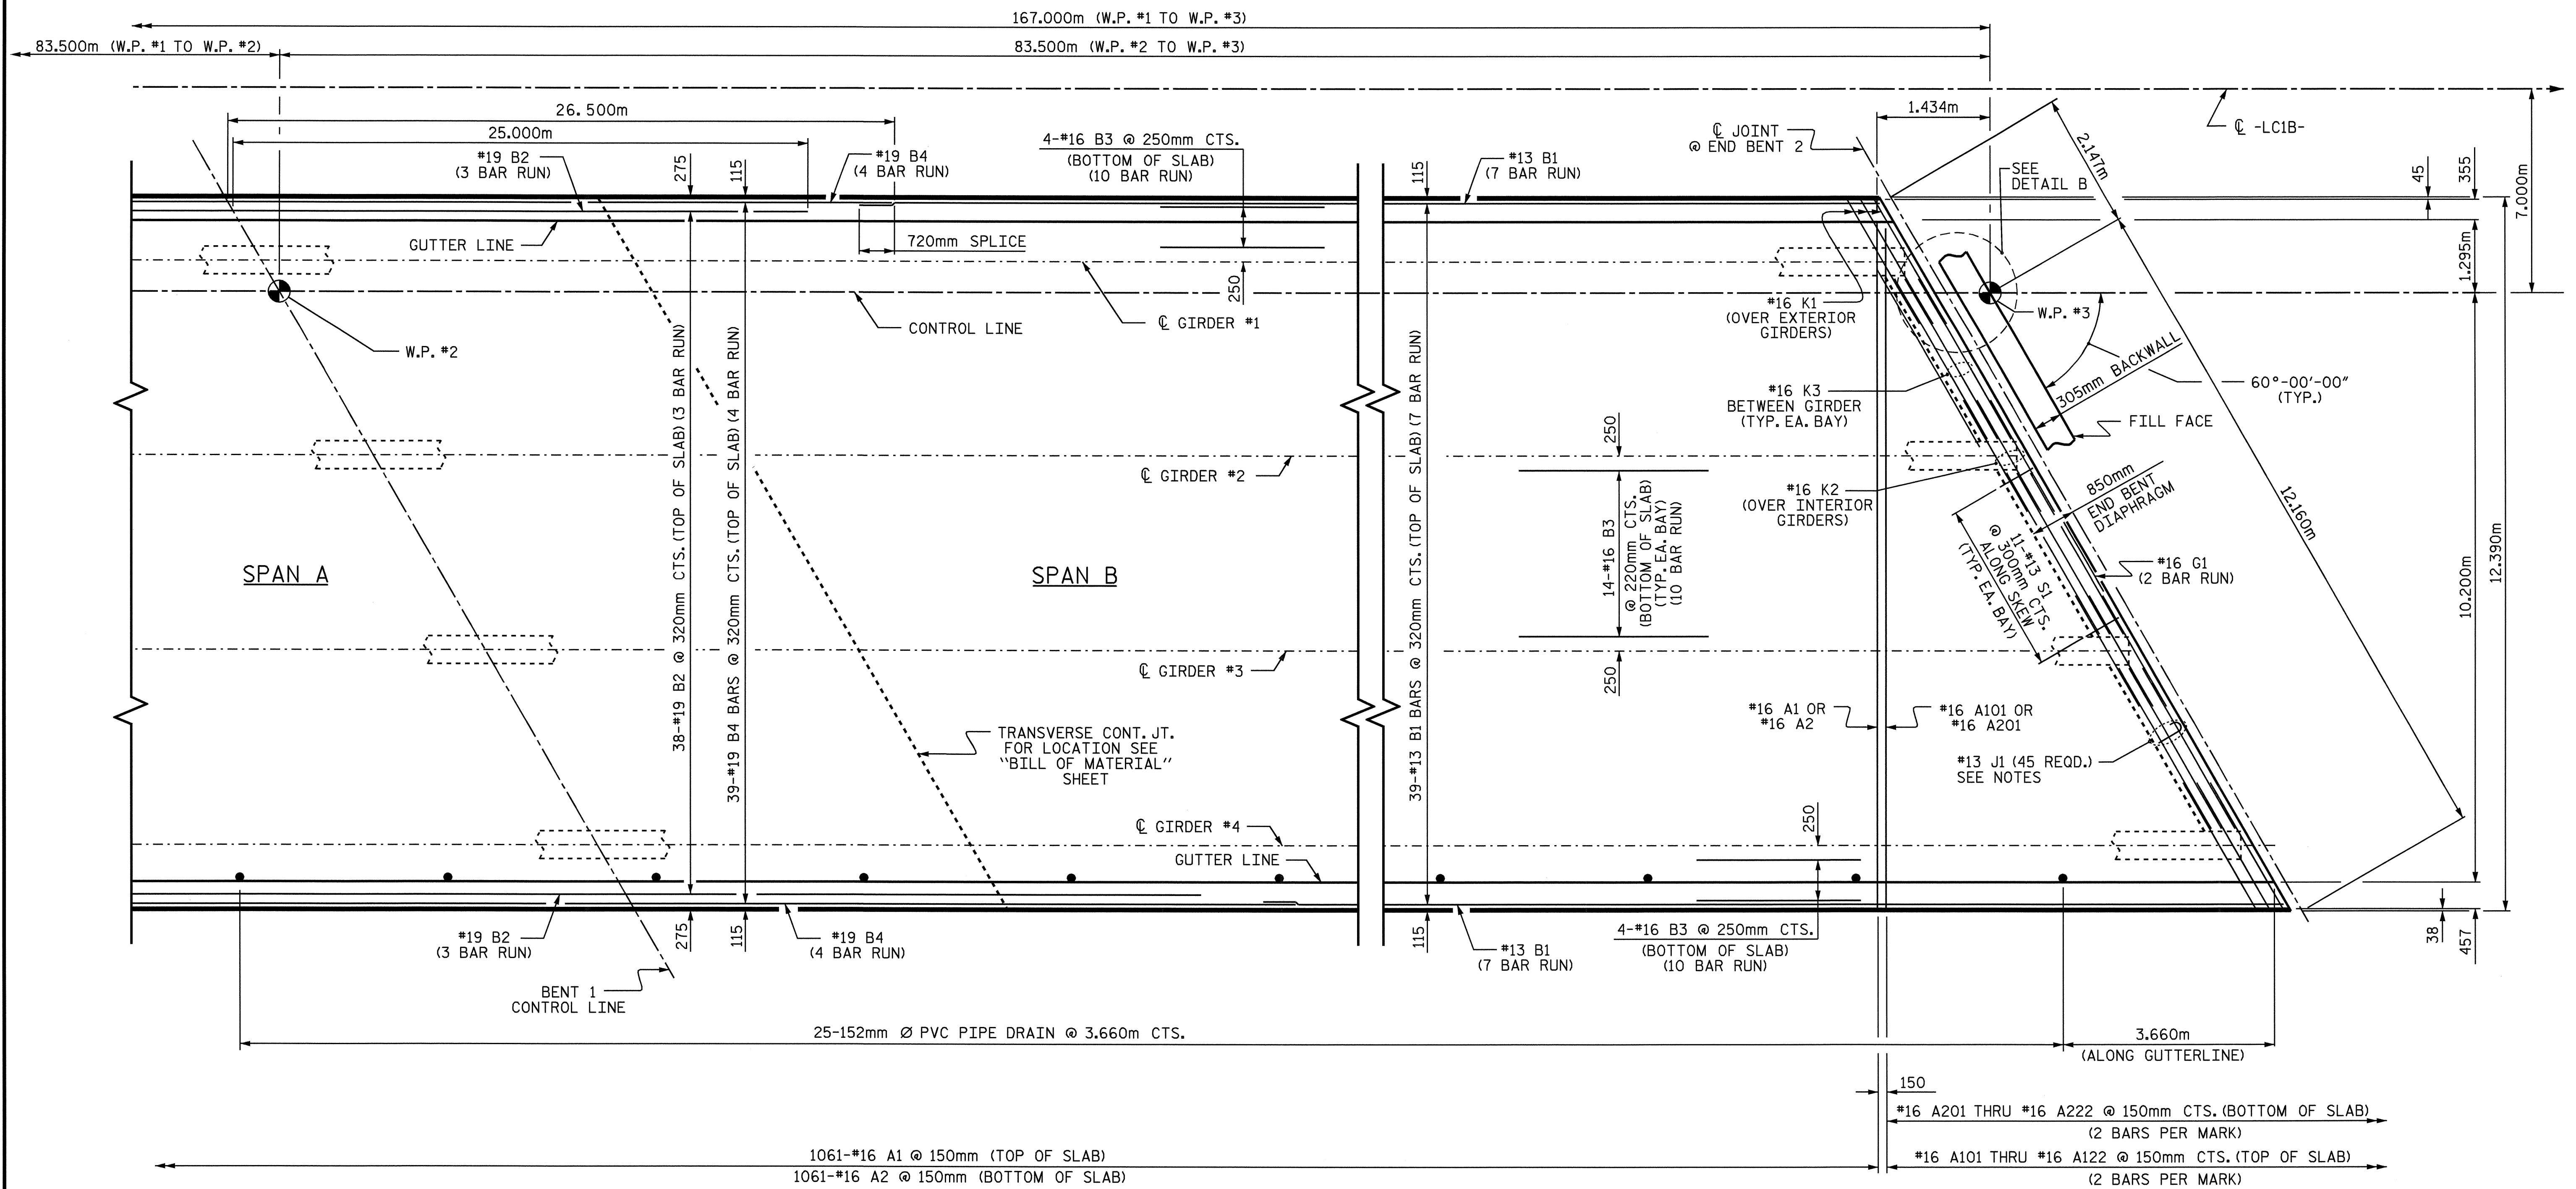 167.000m (W.P. #1 TO W.P. #3)
83.500m (W.P. #1 TO W.P. #2)
83.500m (W.P. #2 TO W.P. #3)
26.500m
25.000m
#19 B2
(3 BAR RUN)
275
115
#19 B4
(4 BAR RUN)
4-#16 B3 @ 250mm CTS.
(BOTTOM OF SLAB)
(10 BAR RUN)
115
#13 B1
(7 BAR RUN)
℄ JOINT
@ END BENT 2
1.434m
2.147m
SEE
DETAIL B
℄ -LC1B-
45
355
7.000m
GUTTER LINE
720mm SPLICE
250
1.295m
CONTROL LINE
℄ GIRDER #1
#16 K1
(OVER EXTERIOR
GIRDERS)
W.P. #3
W.P. #2
305mm BACKWALL
60°-00'-00"
(TYP.)
#16 K3
BETWEEN GIRDER
(TYP. EA. BAY)
FILL FACE
38-#19 B2 @ 320mm CTS. (TOP OF SLAB) (3 BAR RUN)
39-#19 B4 BARS @ 320mm CTS. (TOP OF SLAB) (4 BAR RUN)
39-#13 B1 BARS @ 320mm CTS. (TOP OF SLAB) (7 BAR RUN)
250
℄ GIRDER #2
14-#16 B3
@ 220mm CTS.
(BOTTOM OF SLAB)
(TYP. EA. BAY)
(10 BAR RUN)
#16 K2
(OVER INTERIOR
GIRDERS)
850mm
END BENT
DIAPHRAGM
12.160m
12.390m
10.200m
SPAN A
SPAN B
11-#13 S1
@ 300mm CTS.
ALONG SKEW
(TYP. EA. BAY)
#16 G1
(2 BAR RUN)
℄ GIRDER #3
250
#16 A1 OR
#16 A2
#16 A101 OR
#16 A201
TRANSVERSE CONT. JT.
FOR LOCATION SEE
"BILL OF MATERIAL"
SHEET
#13 J1 (45 REQD.)
SEE NOTES
℄ GIRDER #4
250
GUTTER LINE
#19 B2
(3 BAR RUN)
275
115
#19 B4
(4 BAR RUN)
115
#13 B1
(7 BAR RUN)
4-#16 B3 @ 250mm CTS.
(BOTTOM OF SLAB)
(10 BAR RUN)
38
457
BENT 1
CONTROL LINE
25-152mm Ø PVC PIPE DRAIN @ 3.660m CTS.
3.660m
(ALONG GUTTERLINE)
150
#16 A201 THRU #16 A222 @ 150mm CTS. (BOTTOM OF SLAB)
(2 BARS PER MARK)
1061-#16 A1 @ 150mm (TOP OF SLAB)
1061-#16 A2 @ 150mm (BOTTOM OF SLAB)
#16 A101 THRU #16 A122 @ 150mm CTS. (TOP OF SLAB)
(2 BARS PER MARK)